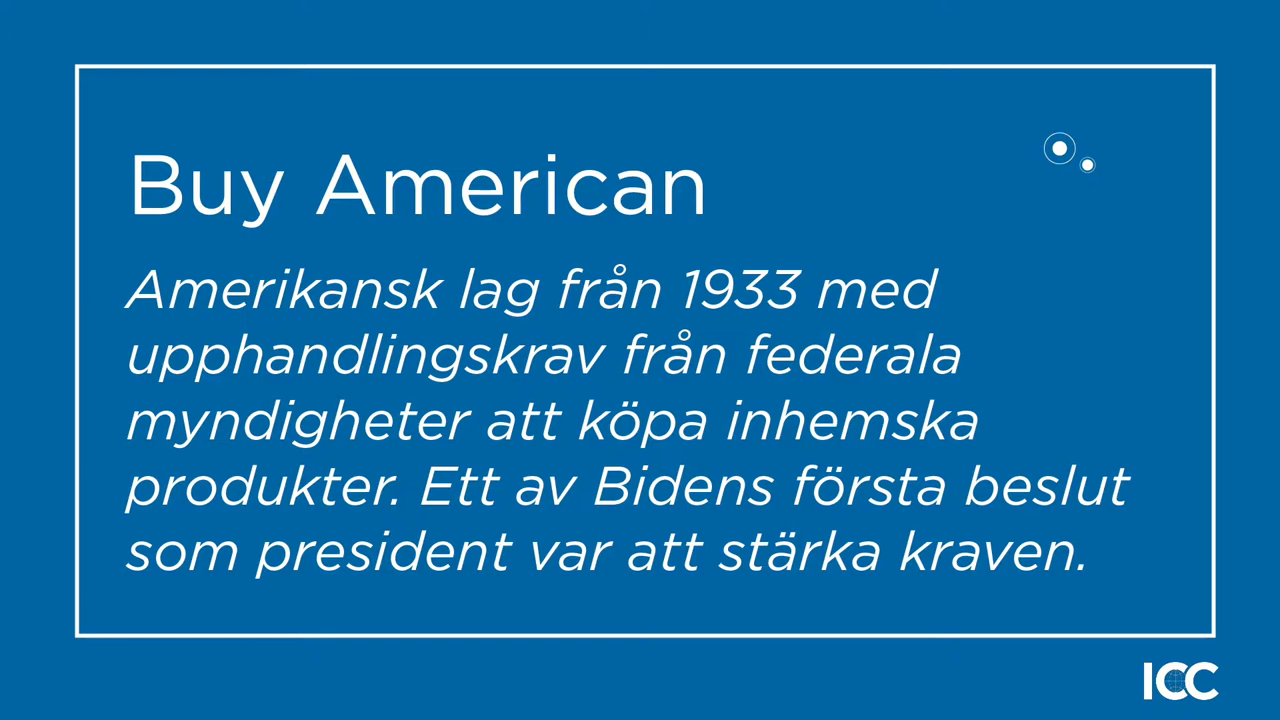 Buy American
Amerikansk lag från 1933 med
upphandlingskrav från federala
myndigheter att köpa inhemska
produkter. Ett av Bidens första beslut
som president var att stärka kraven.
ICC